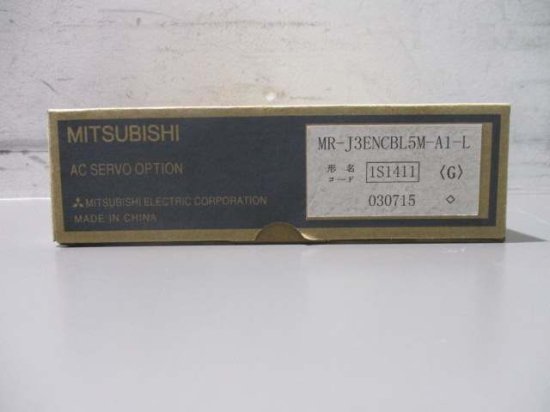 MITSUBISHI
AC SERVO OPTION
MITSUBISHI ELECTRIC CORPORATION
MADE IN CHINA
MR-J3ENCBL5M-A1-L
形名
コード 1S1411 〈G〉
030715 ◇